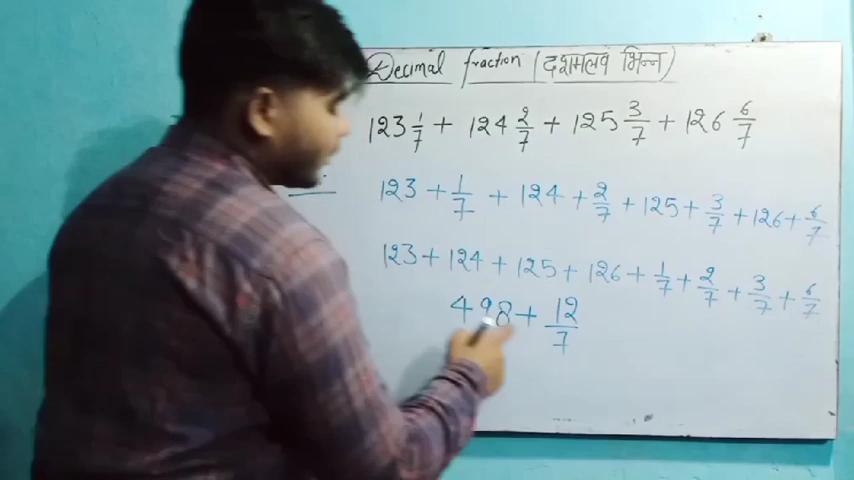 Decimal fraction (दशमलव भिन्न)
123 1/7 + 124 2/7 + 125 3/7 + 126 6/7
123 + 1/7 + 124 + 2/7 + 125 + 3/7 + 126 + 6/7
123 + 124 + 125 + 126 + 1/7 + 2/7 + 3/7 + 6/7
498 + 12/7